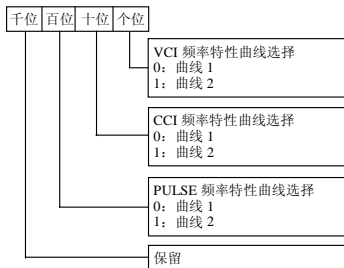 千位 百位 十位 个位
VCI 频率特性曲线选择
0：曲线 1
1：曲线 2
CCI 频率特性曲线选择
0：曲线 1
1：曲线 2
PULSE 频率特性曲线选择
0：曲线 1
1：曲线 2
保留